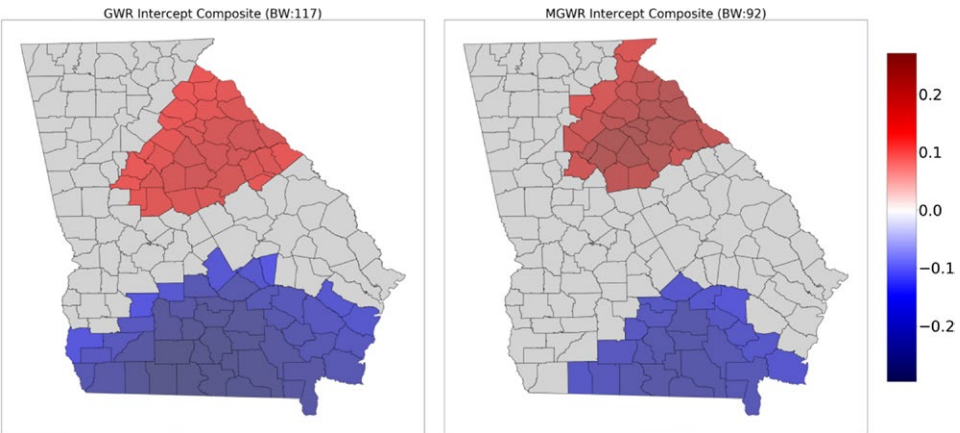 GWR Intercept Composite (BW:117)
MGWR Intercept Composite (BW:92)
0.2
0.1
0.0
−0.1
−0.2